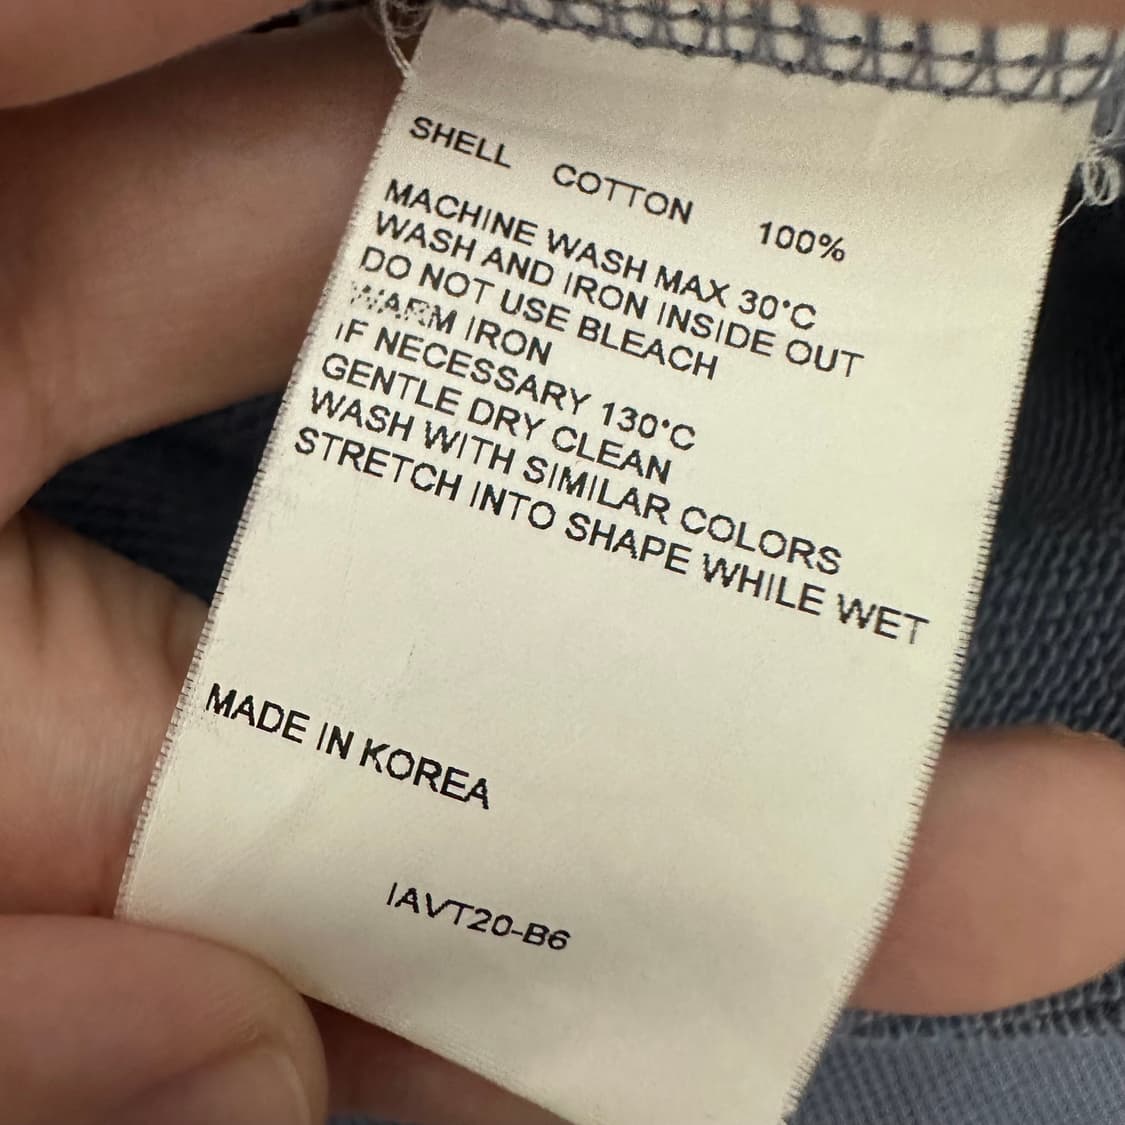 SHELL COTTON 100%
MACHINE WASH MAX 30°C
WASH AND IRON INSIDE OUT
DO NOT USE BLEACH
WARM IRON
IF NECESSARY 130°C
GENTLE DRY CLEAN
WASH WITH SIMILAR COLORS
STRETCH INTO SHAPE WHILE WET
MADE IN KOREA
IAVT20-B6